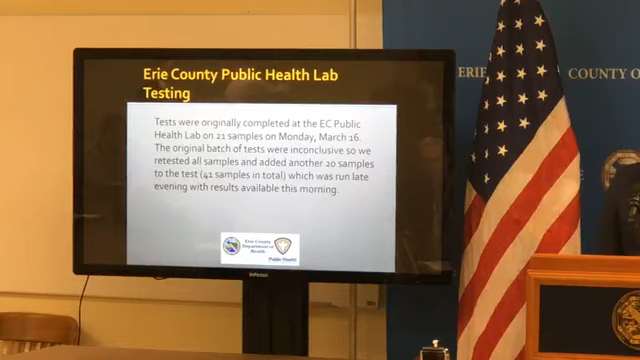 Erie County Public Health Lab
Testing
Tests were originally completed at the EC Public
Health Lab on 21 samples on Monday, March 16.
The original batch of tests were inconclusive so we
retested all samples and added another 20 samples
to the test (41 samples in total) which was run late
evening with results available this morning.
Erie County
Department of
Health
Public Health
InFocus
ERIE
COUNTY O